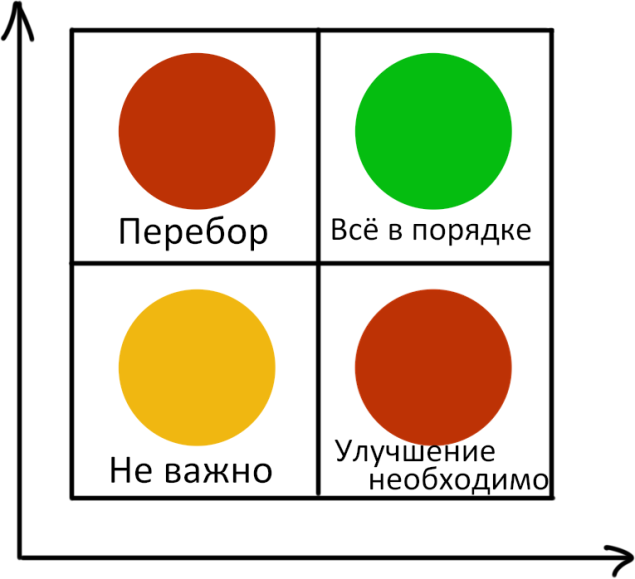 Перебор
Всё в порядке
Не важно
Улучшение
необходимо